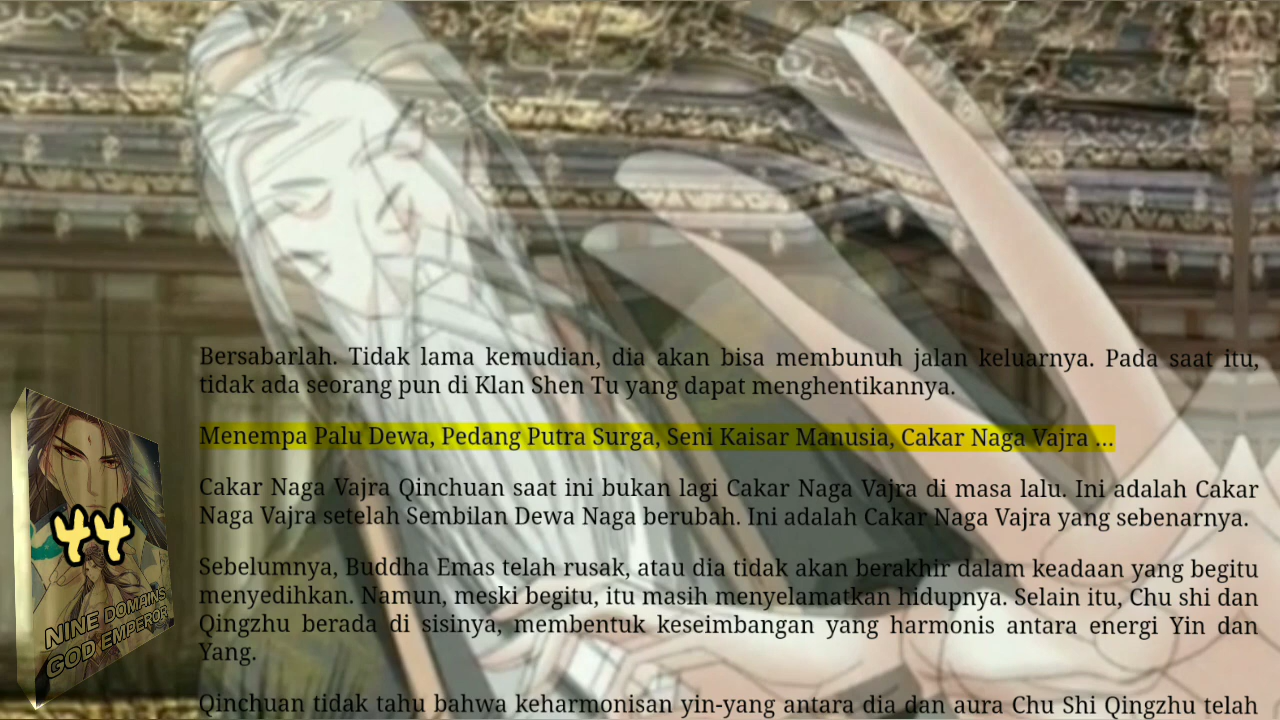 Bersabarlah. Tidak lama kemudian, dia akan bisa membunuh jalan keluarnya. Pada saat itu,
tidak ada seorang pun di Klan Shen Tu yang dapat menghentikannya.
Menempa Palu Dewa, Pedang Putra Surga, Seni Kaisar Manusia, Cakar Naga Vajra ...
Cakar Naga Vajra Qinchuan saat ini bukan lagi Cakar Naga Vajra di masa lalu. Ini adalah Cakar
Naga Vajra setelah Sembilan Dewa Naga berubah. Ini adalah Cakar Naga Vajra yang sebenarnya.
Sebelumnya, Buddha Emas telah rusak, atau dia tidak akan berakhir dalam keadaan yang begitu
menyedihkan. Namun, meski begitu, itu masih menyelamatkan hidupnya. Selain itu, Chu shi dan
Qingzhu berada di sisinya, membentuk keseimbangan yang harmonis antara energi Yin dan
Yang.
Qinchuan tidak tahu bahwa keharmonisan yin-yang antara dia dan aura Chu Shi Qingzhu telah
44
NINE DOMAINS
GOD EMPEROR